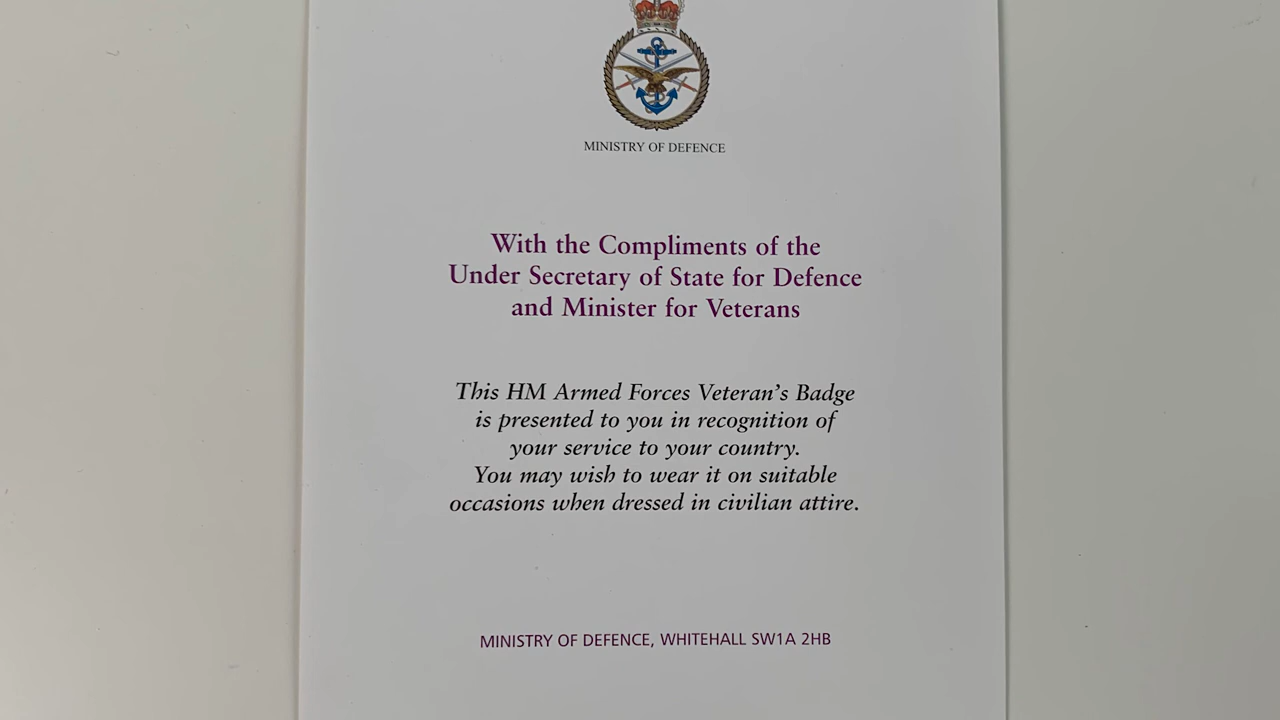 MINISTRY OF DEFENCE
With the Compliments of the
Under Secretary of State for Defence
and Minister for Veterans
This HM Armed Forces Veteran's Badge
is presented to you in recognition of
your service to your country.
You may wish to wear it on suitable
occasions when dressed in civilian attire.
MINISTRY OF DEFENCE, WHITEHALL SW1A 2HB